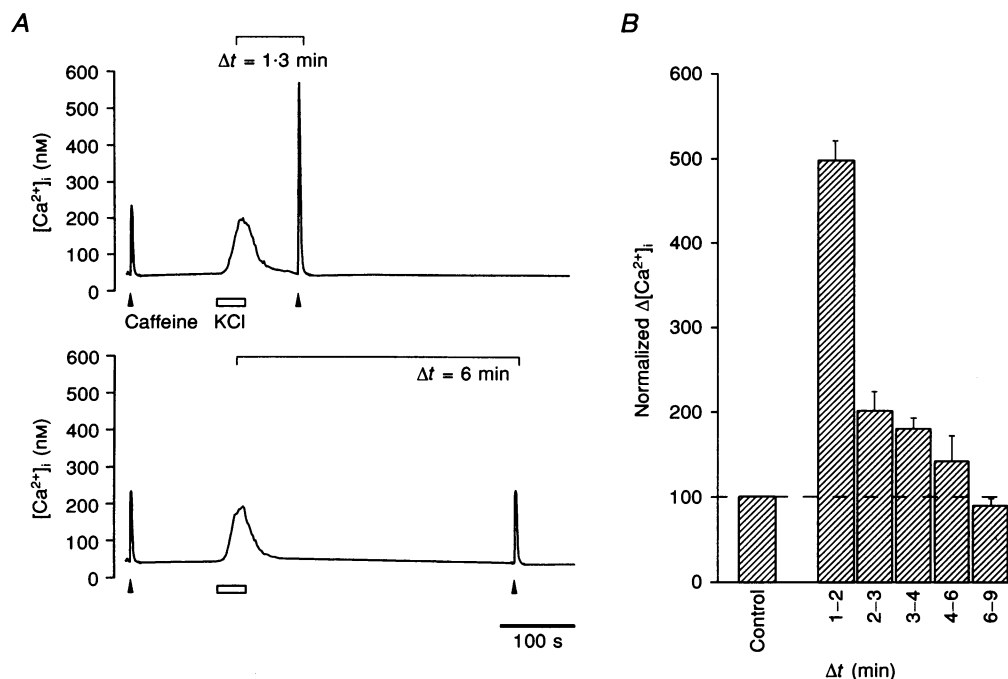 A
Δt = 1·3 min
600
500
400
300
200
100
0
[Ca²⁺]ᵢ (nM)
Caffeine KCl
Δt = 6 min
600
500
400
300
200
100
0
[Ca²⁺]ᵢ (nM)
100 s
B
600
500
400
300
200
100
0
Normalized Δ[Ca²⁺]ᵢ
Control
1–2
2–3
3–4
4–6
6–9
Δt (min)